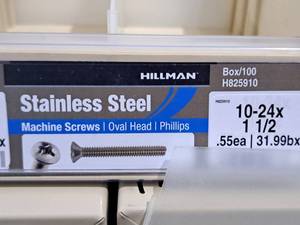 HILLMAN
Box/100
H825910
Stainless Steel
Machine Screws | Oval Head | Phillips
H825910
10-24x
1 1/2
.55ea | 31.99bx